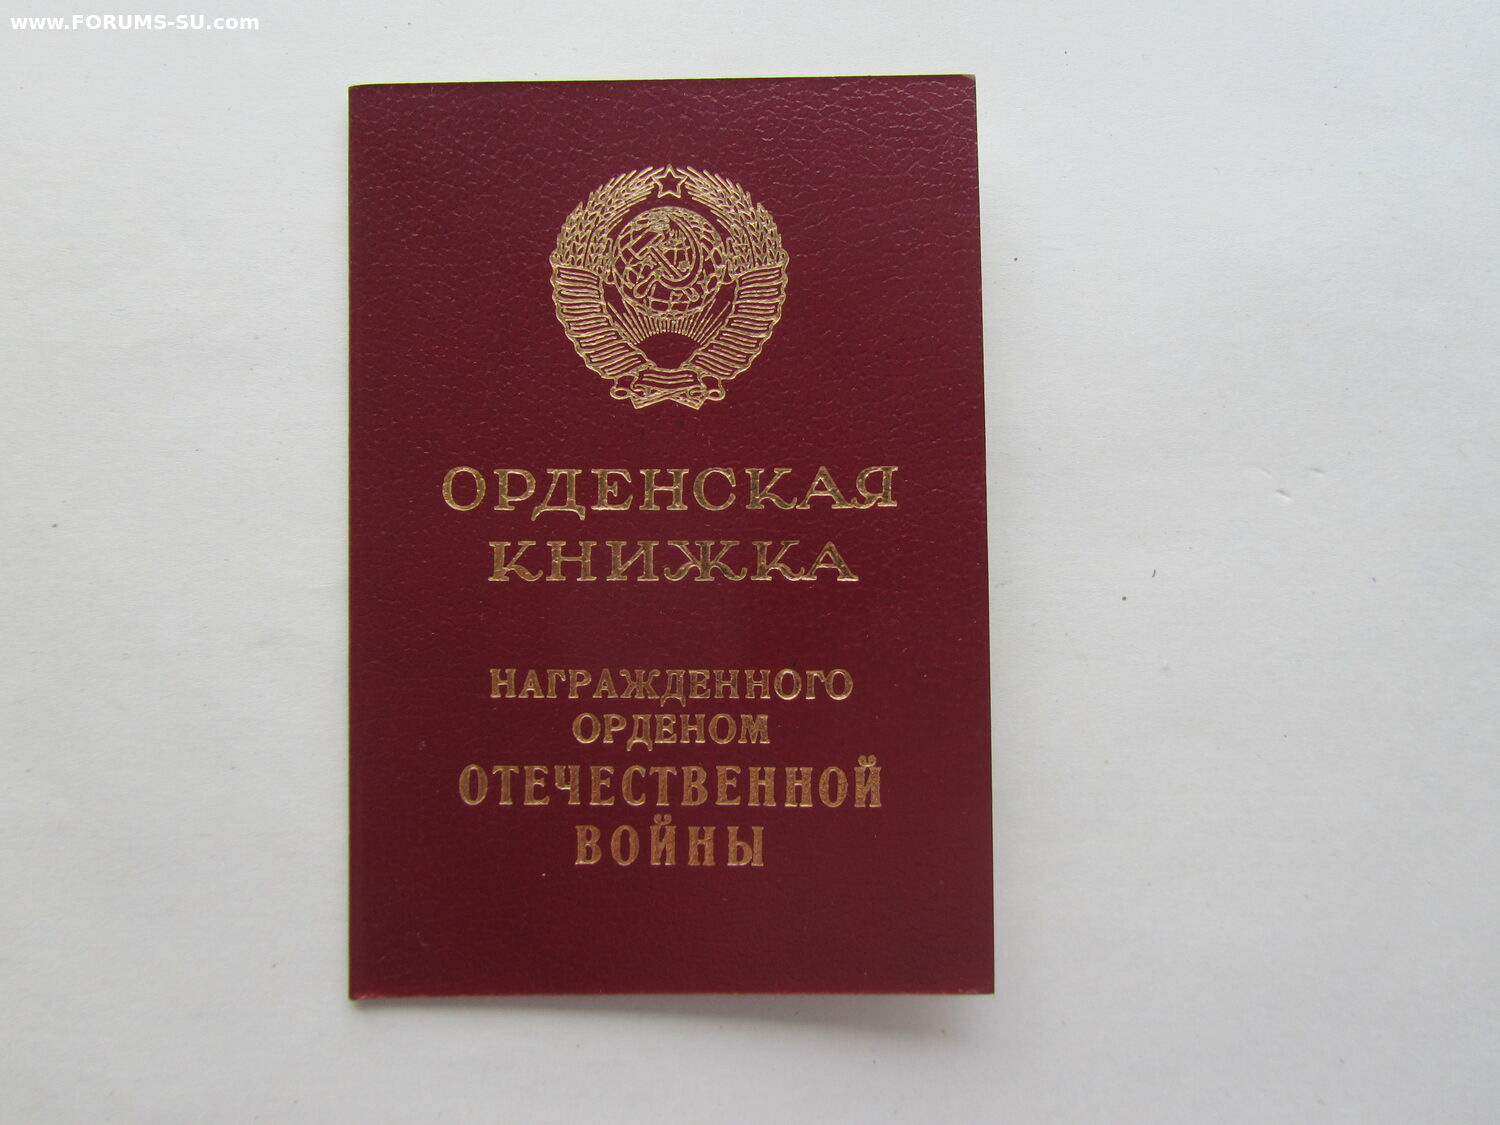 www.FORUMS-SU.com
ОРДЕНСКАЯ
КНИЖКА
НАГРАЖДЕННОГО
ОРДЕНОМ
ОТЕЧЕСТВЕННОЙ
ВОЙНЫ